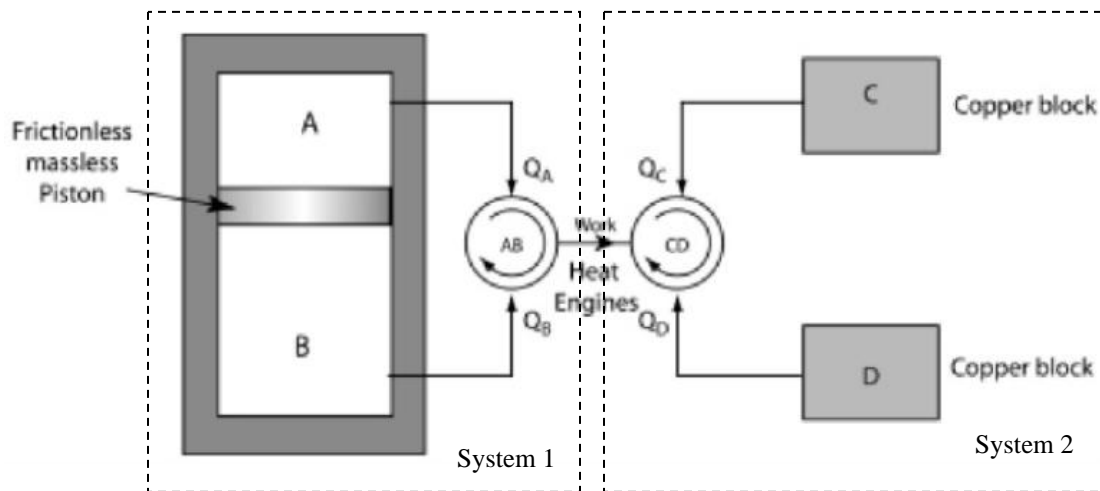 A
Frictionless
massless
Piston
B
Q_A
AB
Q_B
Work
Heat
Engines
Q_C
CD
Q_D
C
Copper block
D
Copper block
System 1
System 2